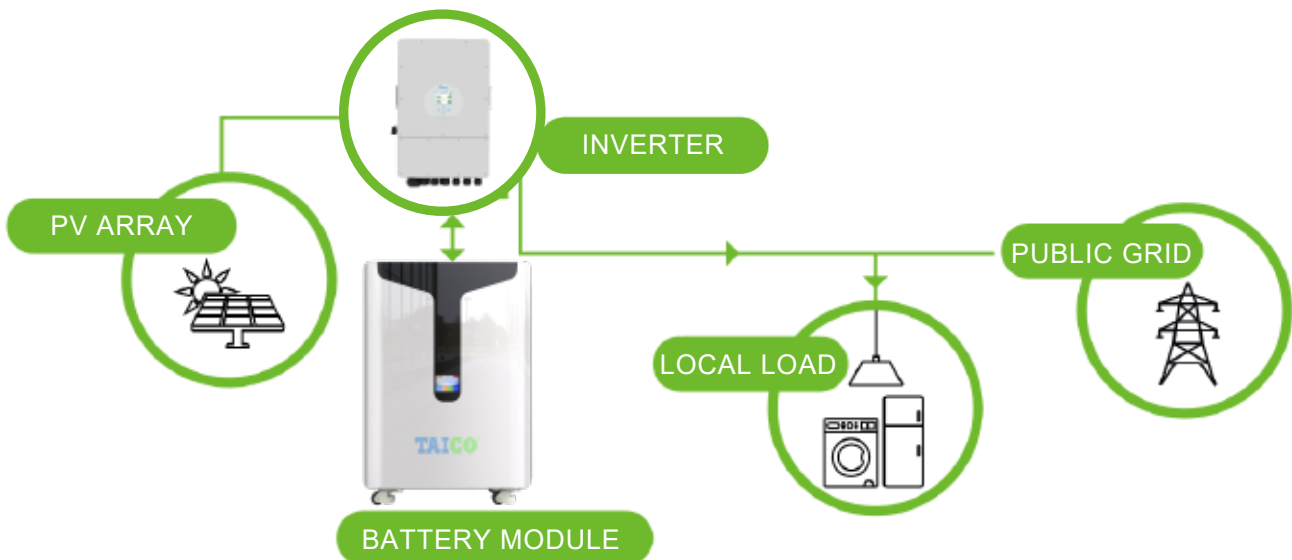 INVERTER
PV ARRAY
PUBLIC GRID
LOCAL LOAD
TAICO
BATTERY MODULE